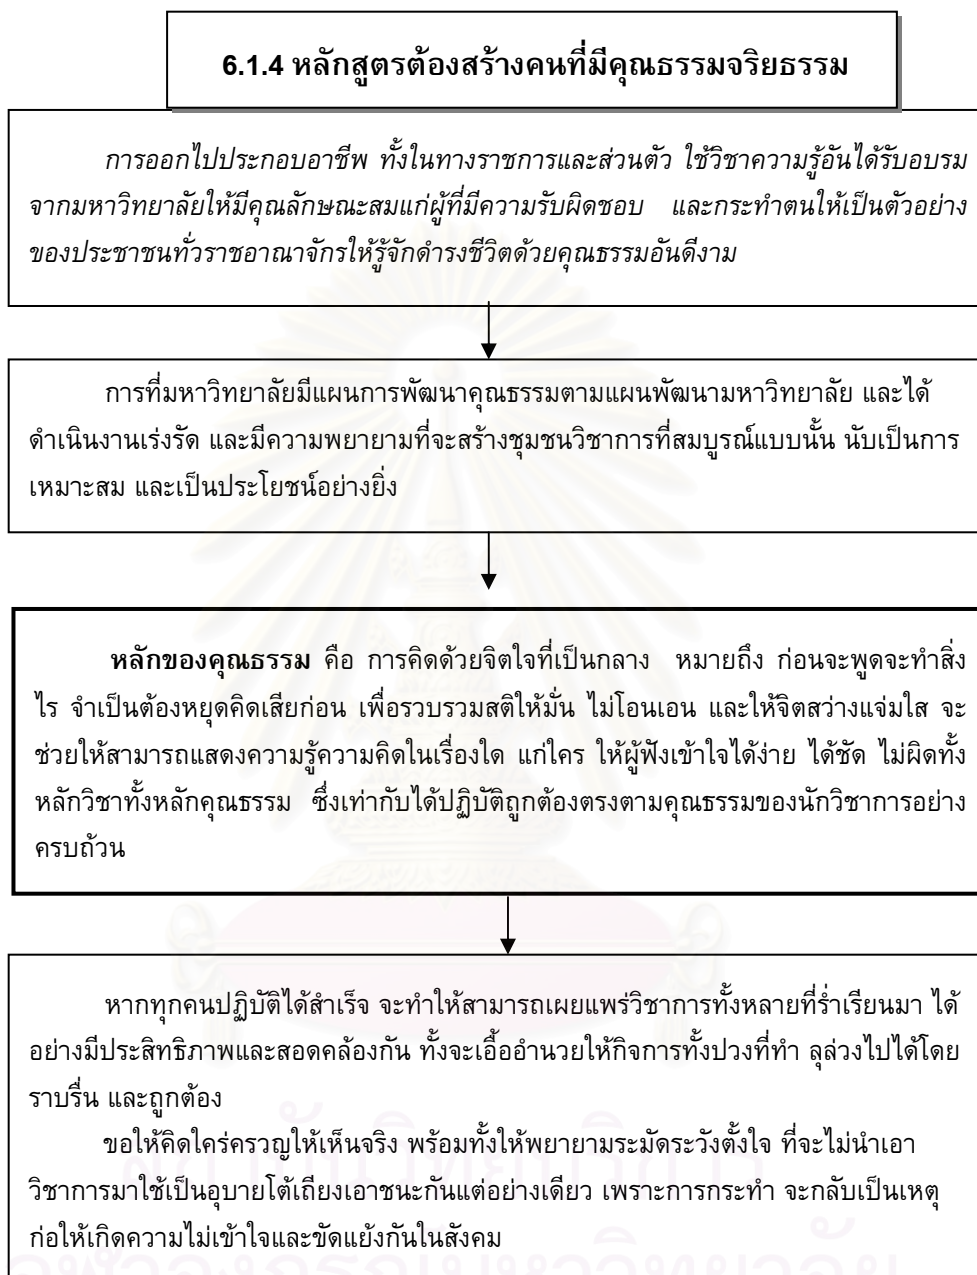 6.1.4 หลักสูตรต้องสร้างคนที่มีคุณธรรมจริยธรรม
การออกไปประกอบอาชีพ ทั้งในทางราชการและส่วนตัว ใช้วิชาความรู้อันได้รับอบรม
จากมหาวิทยาลัยให้มีคุณลักษณะสมแก่ผู้ที่มีความรับผิดชอบ และกระทำตนให้เป็นตัวอย่าง
ของประชาชนทั่วราชอาณาจักรให้รู้จักดำรงชีวิตด้วยคุณธรรมอันดีงาม
การที่มหาวิทยาลัยมีแผนการพัฒนาคุณธรรมตามแผนพัฒนามหาวิทยาลัย และได้
ดำเนินงานเร่งรัด และมีความพยายามที่จะสร้างชุมชนวิชาการที่สมบูรณ์แบบนั้น นับเป็นการ
เหมาะสม และเป็นประโยชน์อย่างยิ่ง
หลักของคุณธรรม คือ การคิดด้วยจิตใจที่เป็นกลาง หมายถึง ก่อนจะพูดจะทำสิ่ง
ไร จำเป็นต้องหยุดคิดเสียก่อน เพื่อรวบรวมสติให้มั่น ไม่โอนเอน และให้จิตสว่างแจ่มใส จะ
ช่วยให้สามารถแสดงความรู้ความคิดในเรื่องใด แก่ใคร ให้ผู้ฟังเข้าใจได้ง่าย ได้ชัด ไม่ผิดทั้ง
หลักวิชาทั้งหลักคุณธรรม ซึ่งเท่ากับได้ปฏิบัติถูกต้องตรงตามคุณธรรมของนักวิชาการอย่าง
ครบถ้วน
หากทุกคนปฏิบัติได้สำเร็จ จะทำให้สามารถเผยแพร่วิชาการทั้งหลายที่ร่ำเรียนมา ได้
อย่างมีประสิทธิภาพและสอดคล้องกัน ทั้งจะเอื้ออำนวยให้กิจการทั้งปวงที่ทำ ลุล่วงไปได้โดย
ราบรื่น และถูกต้อง
ขอให้คิดใคร่ครวญให้เห็นจริง พร้อมทั้งให้พยายามระมัดระวังตั้งใจ ที่จะไม่นำเอา
วิชาการมาใช้เป็นอุบายโต้เถียงเอาชนะกันแต่อย่างเดียว เพราะการกระทำ จะกลับเป็นเหตุ
ก่อให้เกิดความไม่เข้าใจและขัดแย้งกันในสังคม